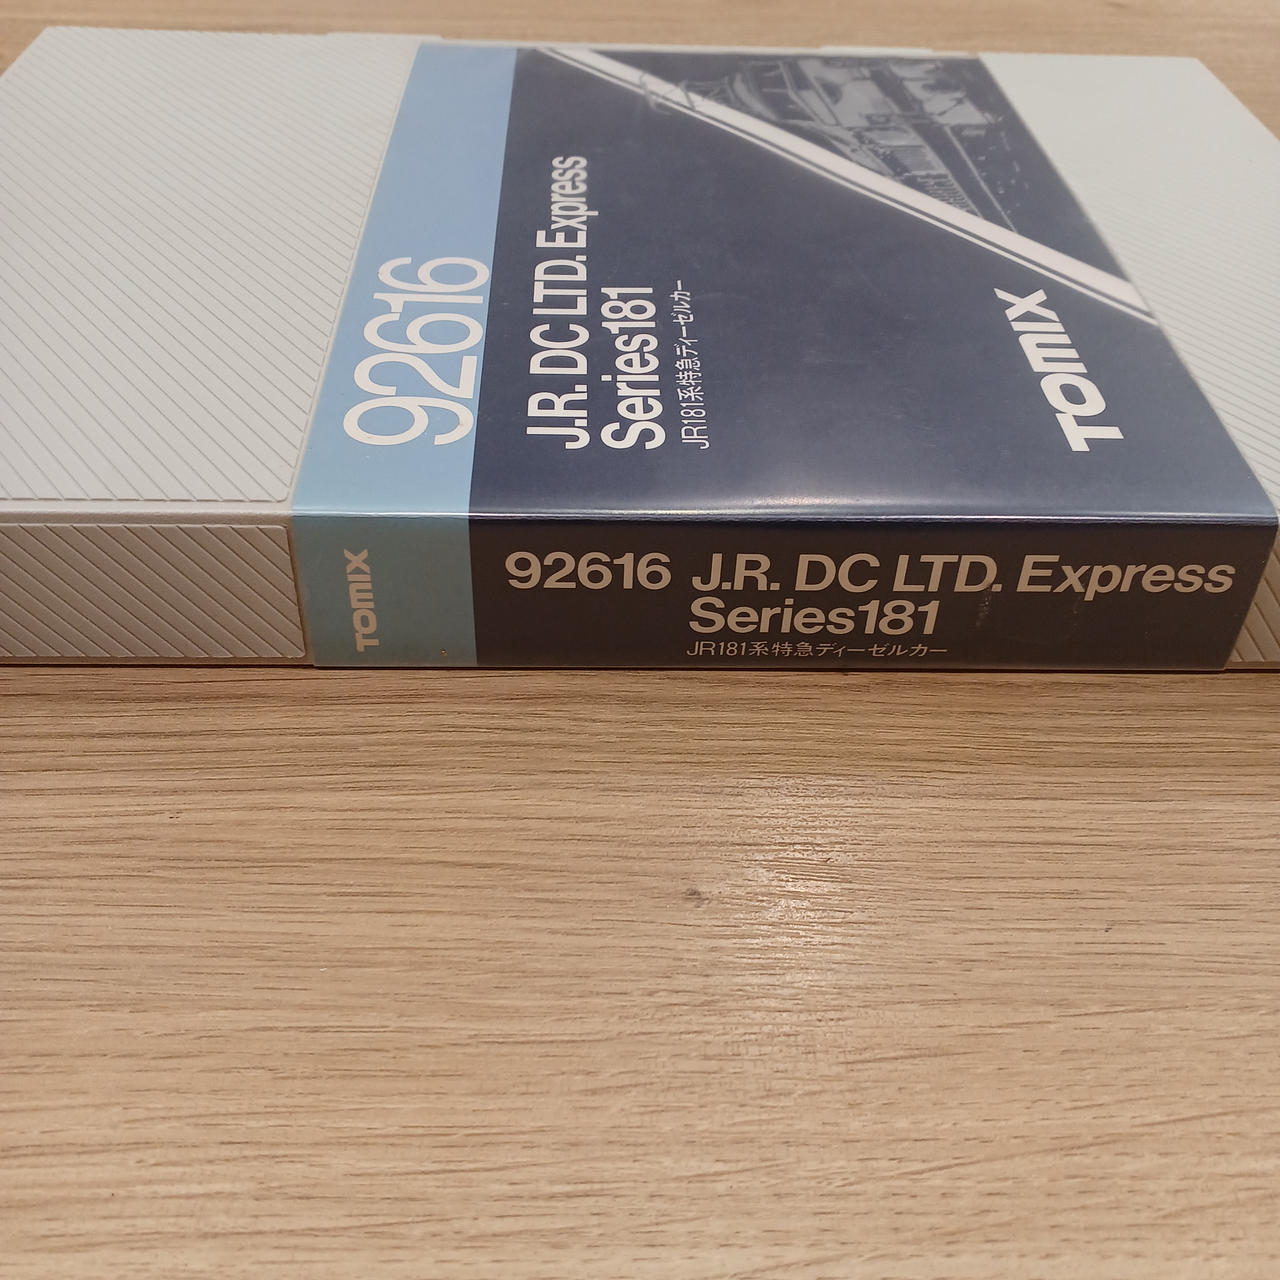 92616
J.R. DC LTD. Express
Series181
JR181系特急ディーゼルカー
TOMIX
TOMIX
92616 J.R. DC LTD. Express
Series181
JR181系特急ディーゼルカー